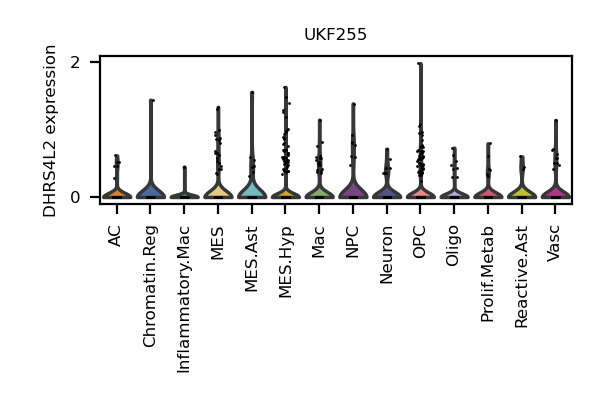 UKF255
DHRS4L2 expression
2
0
AC
Chromatin.Reg
Inflammatory.Mac
MES
MES.Ast
MES.Hyp
Mac
NPC
Neuron
OPC
Oligo
Prolif.Metab
Reactive.Ast
Vasc